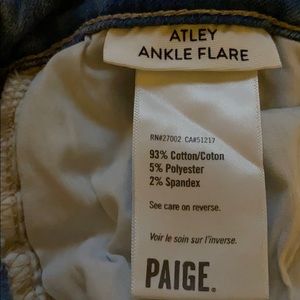 ATLEY
ANKLE FLARE
RN#27002 CA#51217
93% Cotton/Coton
5% Polyester
2% Spandex
See care on reverse.
Voir le soin sur l'inverse.
PAIGE®